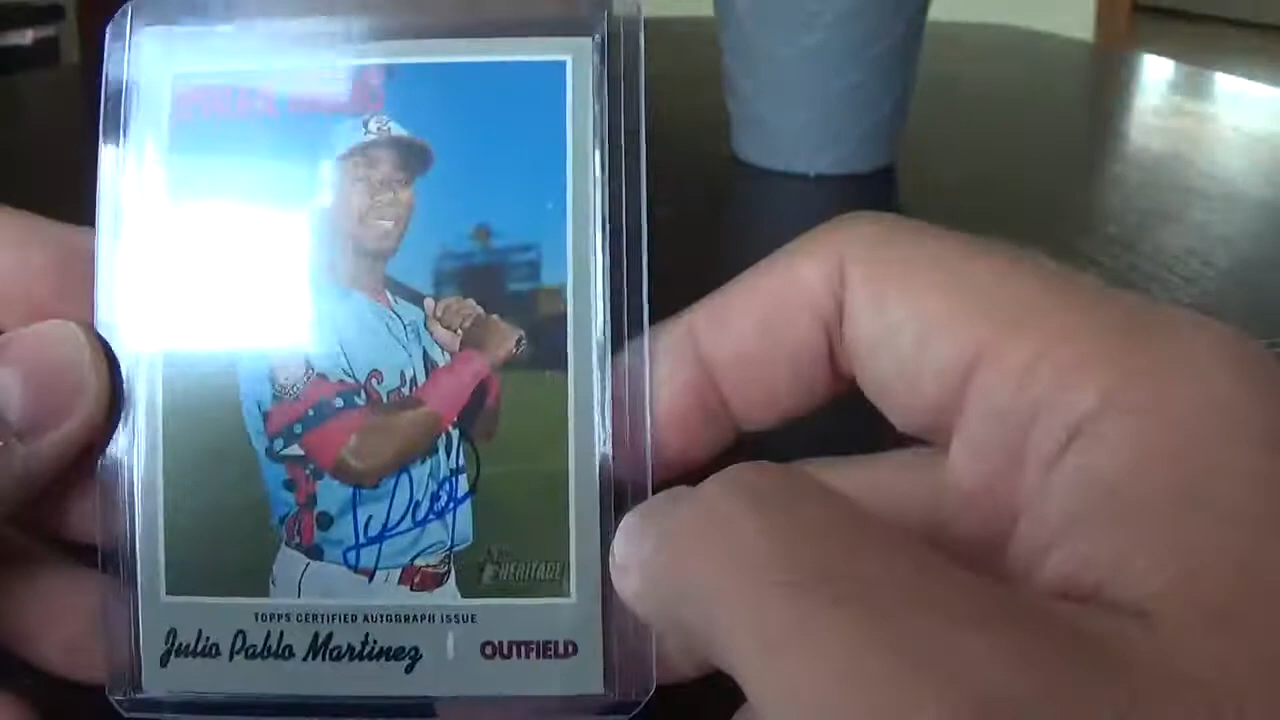 HERITAGE
TOPPS CERTIFIED AUTOGRAPH ISSUE
Julio Pablo Martinez OUTFIELD